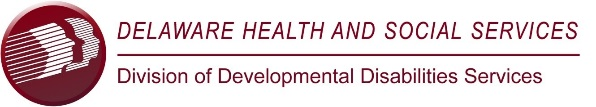 DELAWARE HEALTH AND SOCIAL SERVICES
Division of Developmental Disabilities Services